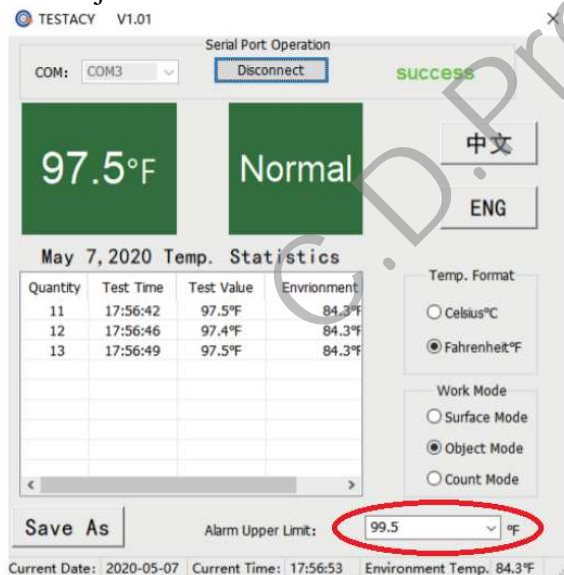 TESTACY V1.01
Serial Port Operation
COM: COM3 Disconnect success
97.5°F Normal
中文
ENG
May 7,2020 Temp. Statistics
Quantity Test Time Test Value Envrionment
11 17:56:42 97.5℉ 84.3℉
12 17:56:46 97.4℉ 84.3℉
13 17:56:49 97.5℉ 84.3℉
Temp. Format
Celsius℃
Fahrenheit℉
Work Mode
Surface Mode
Object Mode
Count Mode
Save As Alarm Upper Limit: 99.5 ℉
Current Date: 2020-05-07 Current Time: 17:56:53 Environment Temp. 84.3℉
C.D.Pro